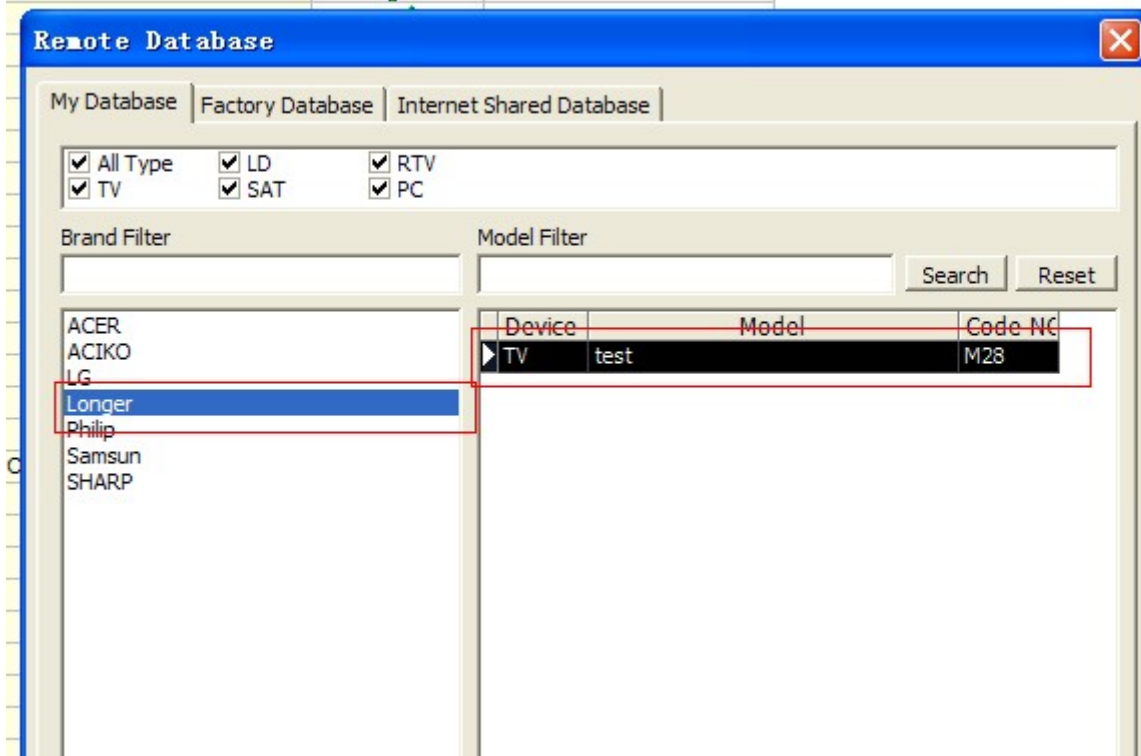 Remote Database
My Database Factory Database Internet Shared Database
All Type LD RTV
TV SAT PC
Brand Filter Model Filter
Search Reset
ACER
ACIKO
LG
Longer
Philip
Samsun
SHARP
Device Model Code NC
TV test M28